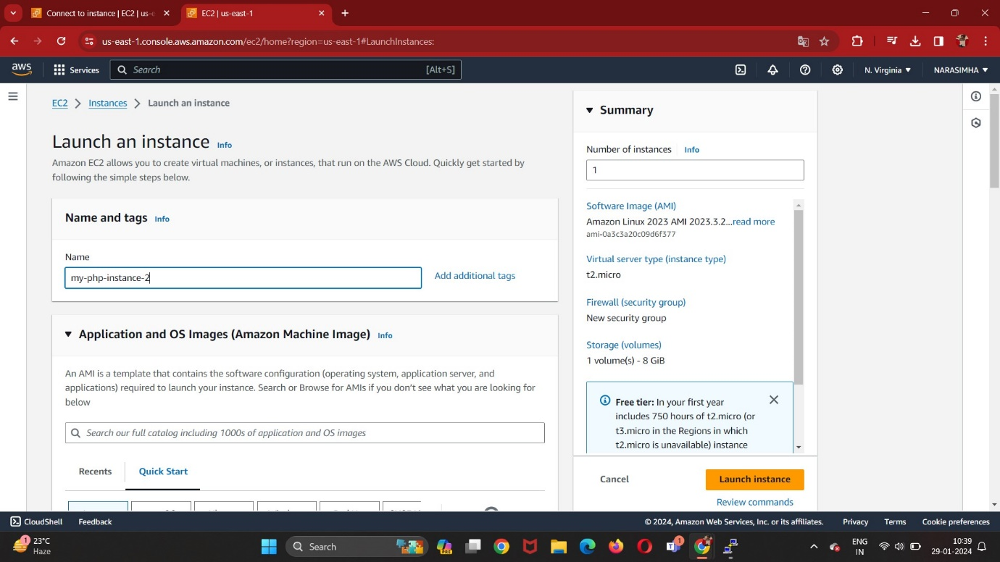 Connect to instance | EC2 | us-e
EC2 | us-east-1
us-east-1.console.aws.amazon.com/ec2/home?region=us-east-1#LaunchInstances:
aws
Services
Search
[Alt+S]
N. Virginia
NARASIMHA
EC2
Instances
Launch an instance
Launch an instance
Info
Amazon EC2 allows you to create virtual machines, or instances, that run on the AWS Cloud. Quickly get started by
following the simple steps below.
Name and tags
Info
Name
my-php-instance-2
Add additional tags
Application and OS Images (Amazon Machine Image)
Info
An AMI is a template that contains the software configuration (operating system, application server, and
applications) required to launch your instance. Search or Browse for AMIs if you don't see what you are looking for
below
Search our full catalog including 1000s of application and OS images
Recents
Quick Start
Summary
Number of instances
Info
1
Software Image (AMI)
Amazon Linux 2023 AMI 2023.3.2...read more
ami-0a3c3a20c09d6f377
Virtual server type (instance type)
t2.micro
Firewall (security group)
New security group
Storage (volumes)
1 volume(s) - 8 GiB
Free tier: In your first year
includes 750 hours of t2.micro (or
t3.micro in the Regions in which
t2.micro is unavailable) instance
Cancel
Launch instance
Review commands
CloudShell
Feedback
© 2024, Amazon Web Services, Inc. or its affiliates.
Privacy
Terms
Cookie preferences
1
23°C
Haze
Search
PRE
1
ENG
IN
10:39
29-01-2024